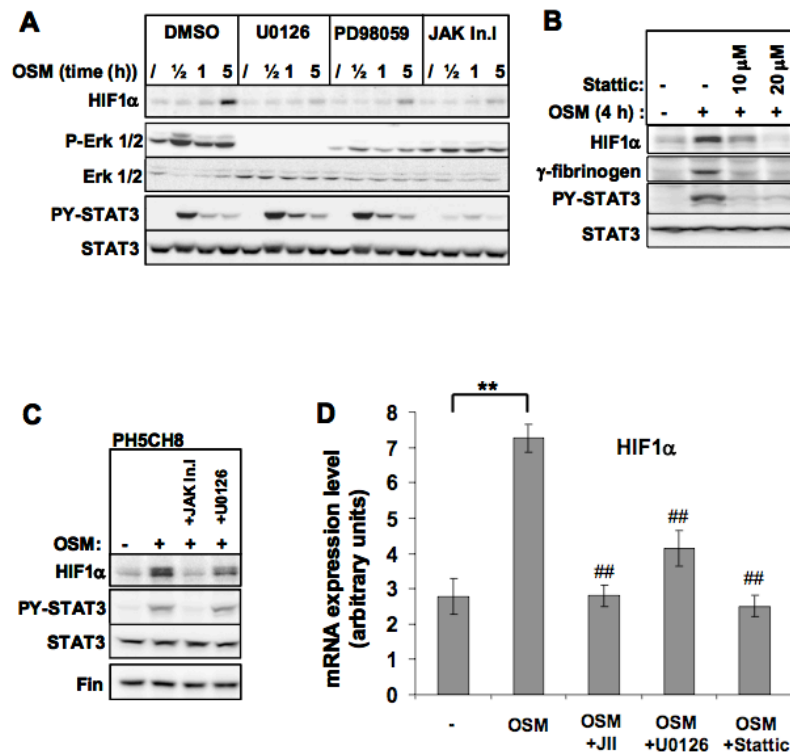 A
DMSO U0126 PD98059 JAK In.I
OSM (time (h)) / ½ 1 5 / ½ 1 5 / ½ 1 5 / ½ 1 5
HIF1α
P-Erk 1/2
Erk 1/2
PY-STAT3
STAT3
B
Stattic: - - 10 μM 20 μM
OSM (4 h) : - + + +
HIF1α
γ-fibrinogen
PY-STAT3
STAT3
C
PH5CH8
+JAK In.I +U0126
OSM: - + + +
HIF1α
PY-STAT3
STAT3
Fin
D
HIF1α
mRNA expression level
(arbitrary units)
8
7
6
5
4
3
2
1
0
**
##
##
##
- OSM OSM OSM OSM
+JII +U0126 +Stattic